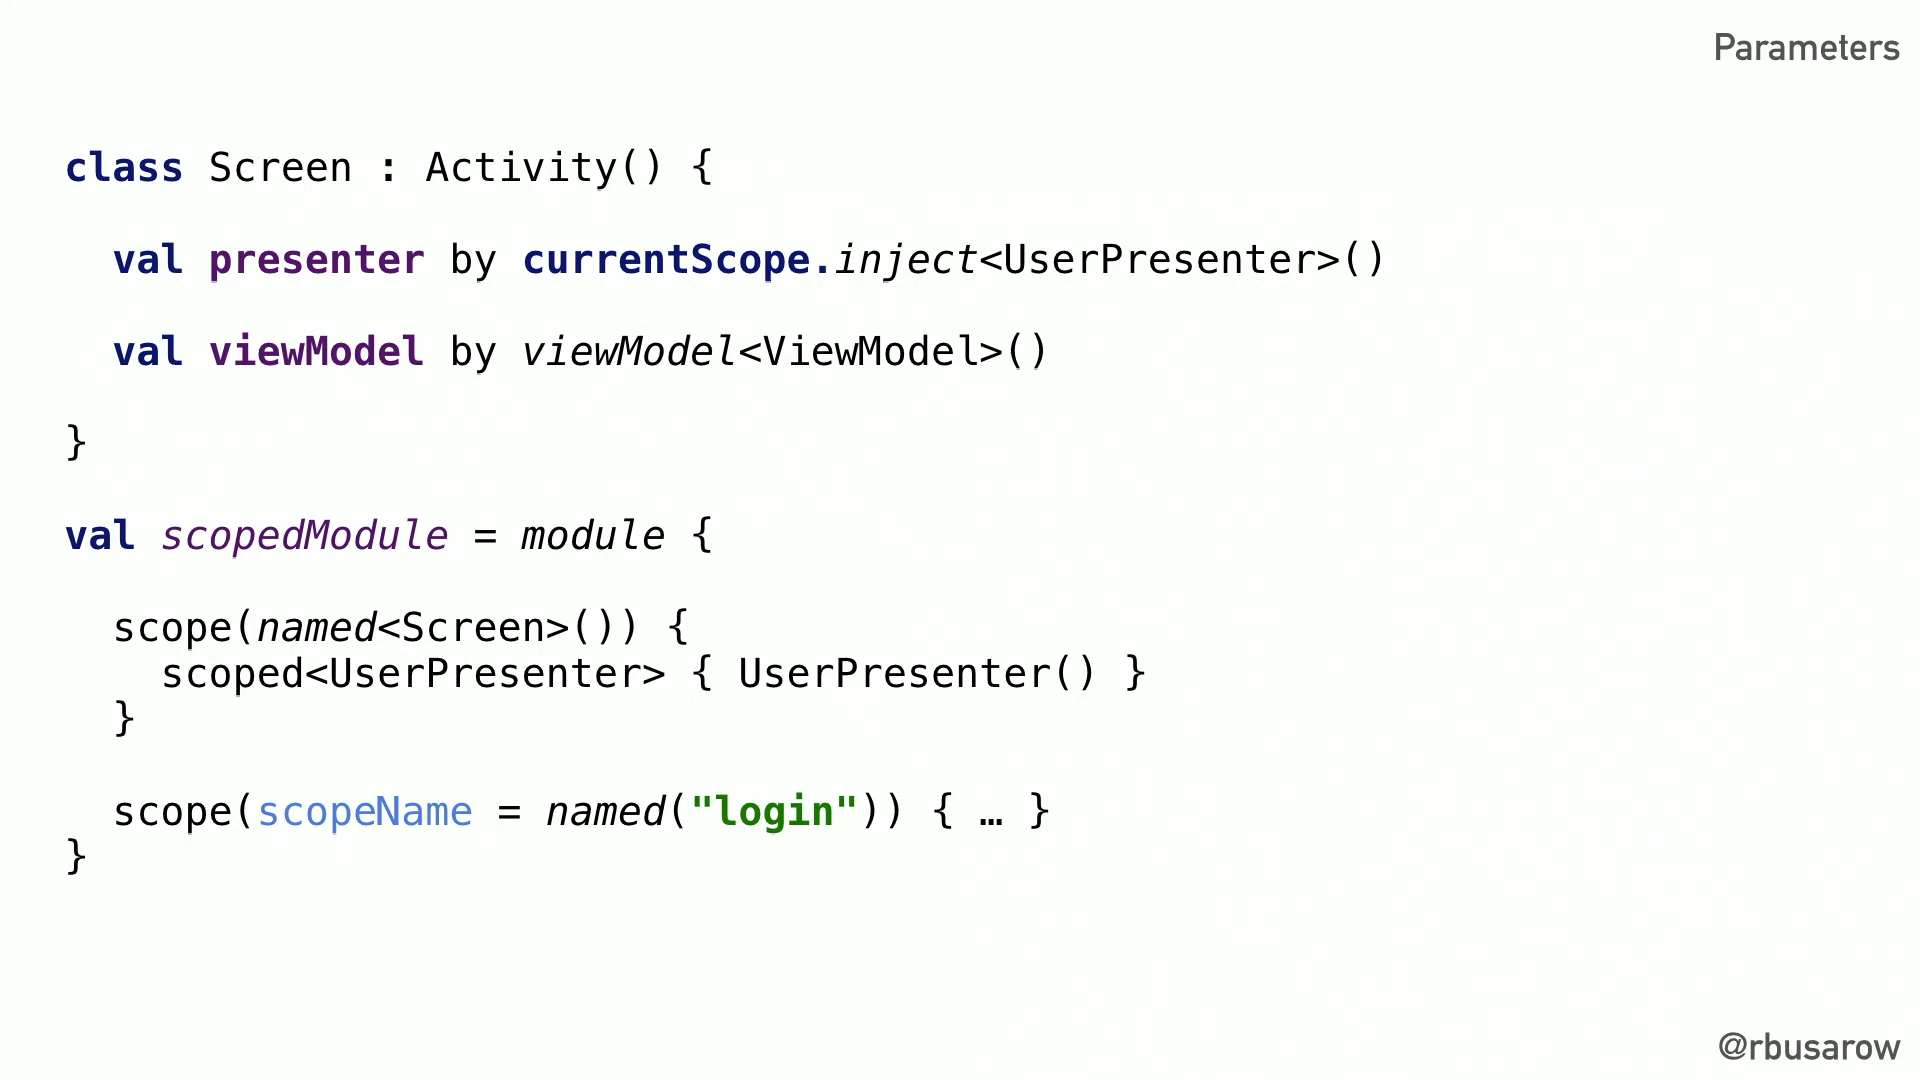 Parameters
class Screen : Activity() {
val presenter by currentScope.inject<UserPresenter>()
val viewModel by viewModel<ViewModel>()
}
val scopedModule = module {
scope(named<Screen>()) {
scoped<UserPresenter> { UserPresenter() }
}
scope(scopeName = named("login")) { … }
}
@rbusarow